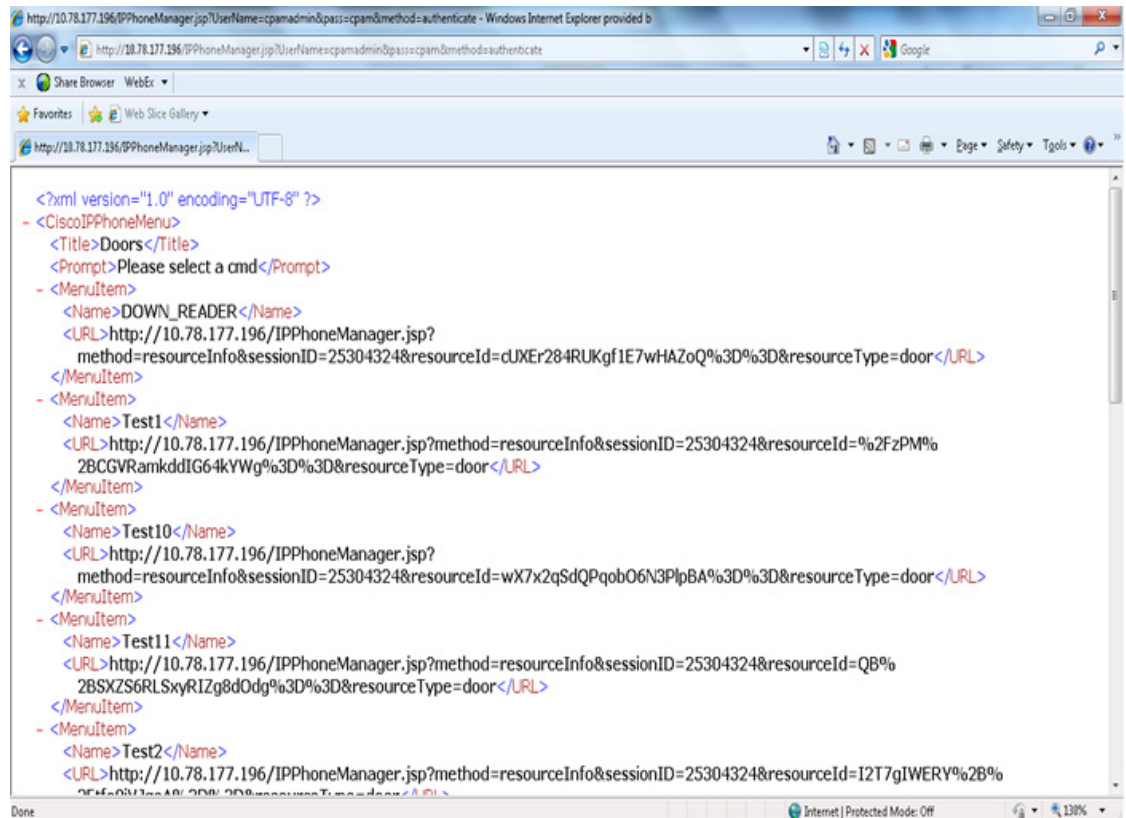 http://10.78.177.196/IPPhoneManager.jsp?UserName=cpamadmin&pass=cpam&method=authenticate - Windows Internet Explorer provided b
http://10.78.177.196/IPPhoneManager.jsp?UserName=cpamadmin&pass=cpam&method=authenticate
Google
x Share Browser WebEx
Favorites Web Slice Gallery
http://10.78.177.196/IPPhoneManager.jsp?UserN...
Page Safety Tools
<?xml version="1.0" encoding="UTF-8" ?>
- <CiscoIPPhoneMenu>
<Title>Doors</Title>
<Prompt>Please select a cmd</Prompt>
- <MenuItem>
<Name>DOWN_READER</Name>
<URL>http://10.78.177.196/IPPhoneManager.jsp?
method=resourceInfo&sessionID=25304324&resourceId=cUXEr284RUKgf1E7wHAZoQ%3D%3D&resourceType=door</URL>
</MenuItem>
- <MenuItem>
<Name>Test1</Name>
<URL>http://10.78.177.196/IPPhoneManager.jsp?method=resourceInfo&sessionID=25304324&resourceId=%2FzPM%
2BCGVRamkddIG64kYWg%3D%3D&resourceType=door</URL>
</MenuItem>
- <MenuItem>
<Name>Test10</Name>
<URL>http://10.78.177.196/IPPhoneManager.jsp?
method=resourceInfo&sessionID=25304324&resourceId=wX7x2qSdQPqobO6N3PlpBA%3D%3D&resourceType=door</URL>
</MenuItem>
- <MenuItem>
<Name>Test11</Name>
<URL>http://10.78.177.196/IPPhoneManager.jsp?method=resourceInfo&sessionID=25304324&resourceId=QB%
2BSXZS6RLSxyRIZg8dOdg%3D%3D&resourceType=door</URL>
</MenuItem>
- <MenuItem>
<Name>Test2</Name>
<URL>http://10.78.177.196/IPPhoneManager.jsp?method=resourceInfo&sessionID=25304324&resourceId=I2T7gIWERY%2B%
Done
Internet | Protected Mode: Off
130%